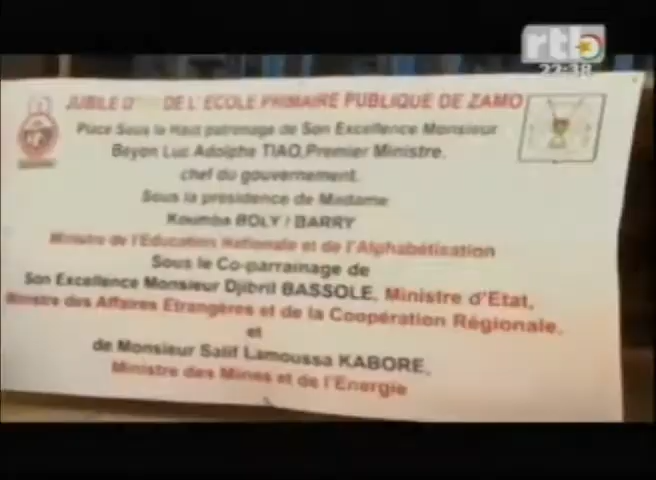 rtb
22:38
JUBILE DE L'ECOLE PRIMAIRE PUBLIQUE DE ZAMO
Place Sous le Haut patronage de Son Excellence Monsieur
Beyon Luc Adolphe TIAO, Premier Ministre,
chef du gouvernement.
Sous la présidence de Madame
Koumba BOLY / BARRY
Ministre de l'Education Nationale et de l'Alphabétisation
Sous le Co-parrainage de
Son Excellence Monsieur Djibril BASSOLE, Ministre d'Etat,
Ministre des Affaires Etrangères et de la Coopération Régionale.
et
de Monsieur Salif Lamoussa KABORE,
Ministre des Mines et de l'Energie